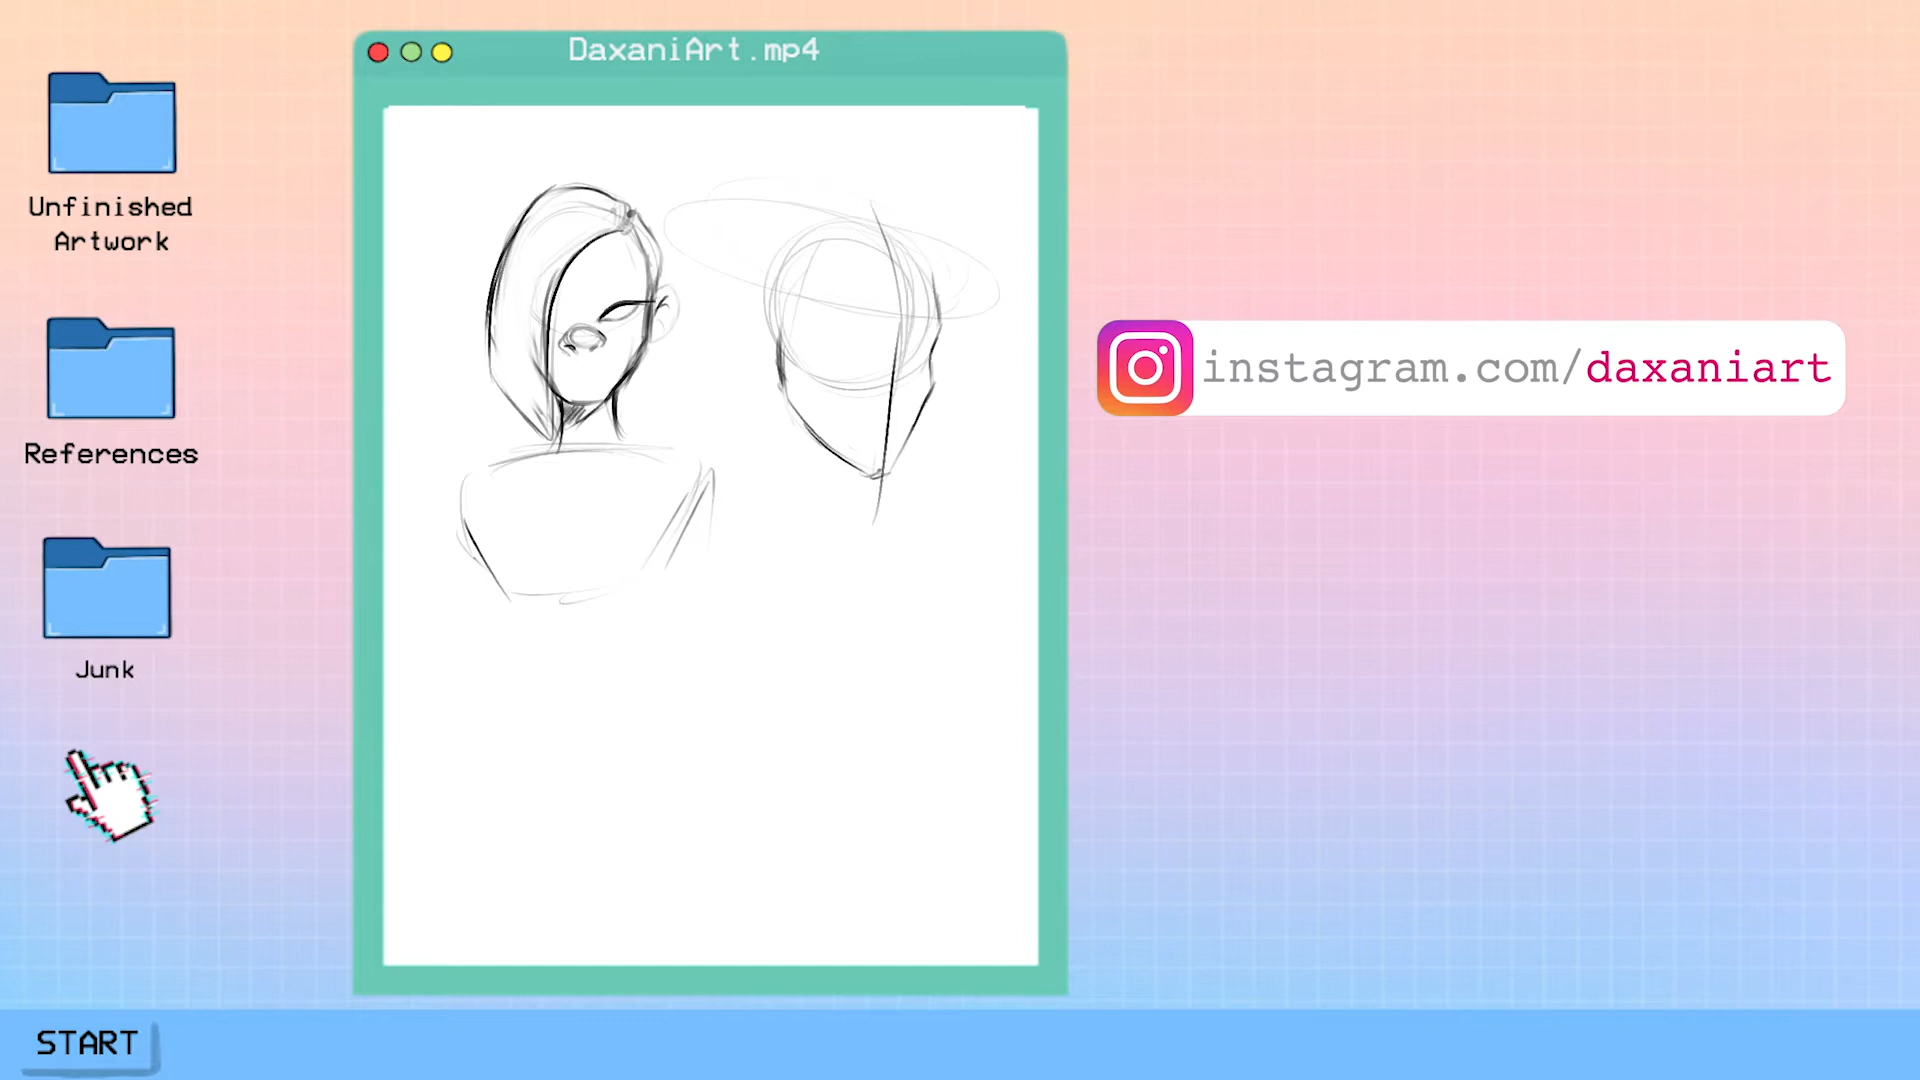 DaxaniArt.mp4
Unfinished
Artwork
References
Junk
instagram.com/daxaniart
START